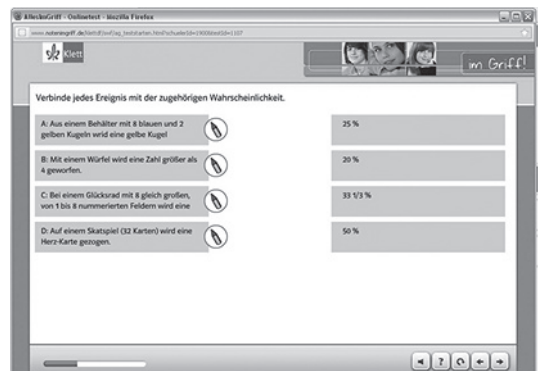 AllesImGriff - Onlinetest - Mozilla Firefox
Klett
im Griff!
Verbinde jedes Ereignis mit der zugehörigen Wahrscheinlichkeit.
A: Aus einem Behälter mit 8 blauen und 2
gelben Kugeln wrid eine gelbe Kugel
25 %
B: Mit einem Würfel wird eine Zahl größer als
4 geworfen.
20 %
C: Bei einem Glücksrad mit 8 gleich großen,
von 1 bis 8 nummerierten Feldern wird eine
33 1/3 %
D: Auf einem Skatspiel (32 Karten) wird eine
Herz-Karte gezogen.
50 %
?